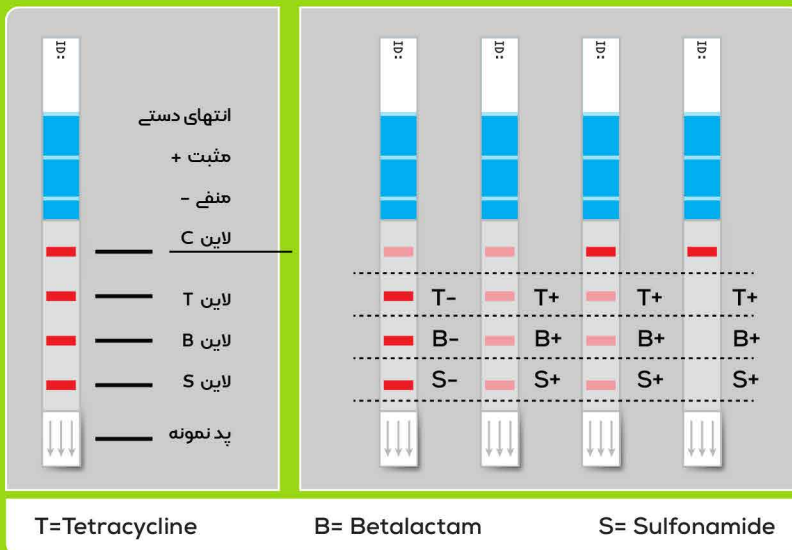 ID:
انتهای دستی
مثبت +
منفی -
لاین C
لاین T
لاین B
لاین S
پد نمونه
ID: ID: ID: ID:
T- T+ T+ T+
B- B+ B+ B+
S- S+ S+ S+
T=Tetracycline B= Betalactam S= Sulfonamide